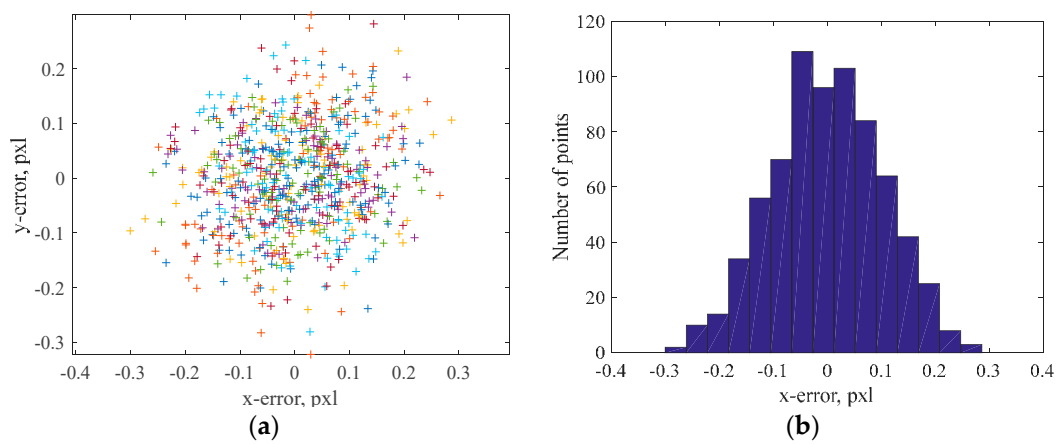 0.2
0.1
0
-0.1
-0.2
-0.3
y-error, pxl
-0.4 -0.3 -0.2 -0.1 0 0.1 0.2 0.3
x-error, pxl
(a)
120
100
80
60
40
20
0
Number of points
-0.4 -0.3 -0.2 -0.1 0 0.1 0.2 0.3 0.4
x-error, pxl
(b)